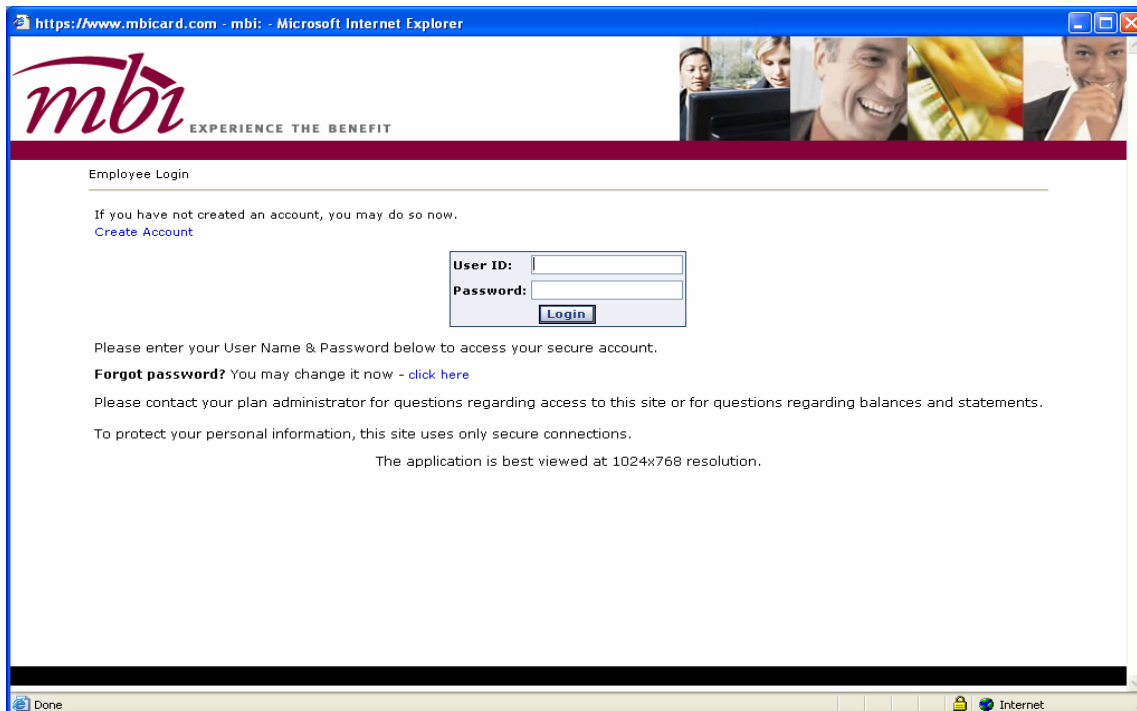 https://www.mbicard.com - mbi: - Microsoft Internet Explorer
mbi EXPERIENCE THE BENEFIT
Employee Login
If you have not created an account, you may do so now.
Create Account
User ID:
Password:
Login
Please enter your User Name & Password below to access your secure account.
Forgot password? You may change it now - click here
Please contact your plan administrator for questions regarding access to this site or for questions regarding balances and statements.
To protect your personal information, this site uses only secure connections.
The application is best viewed at 1024x768 resolution.
Done Internet